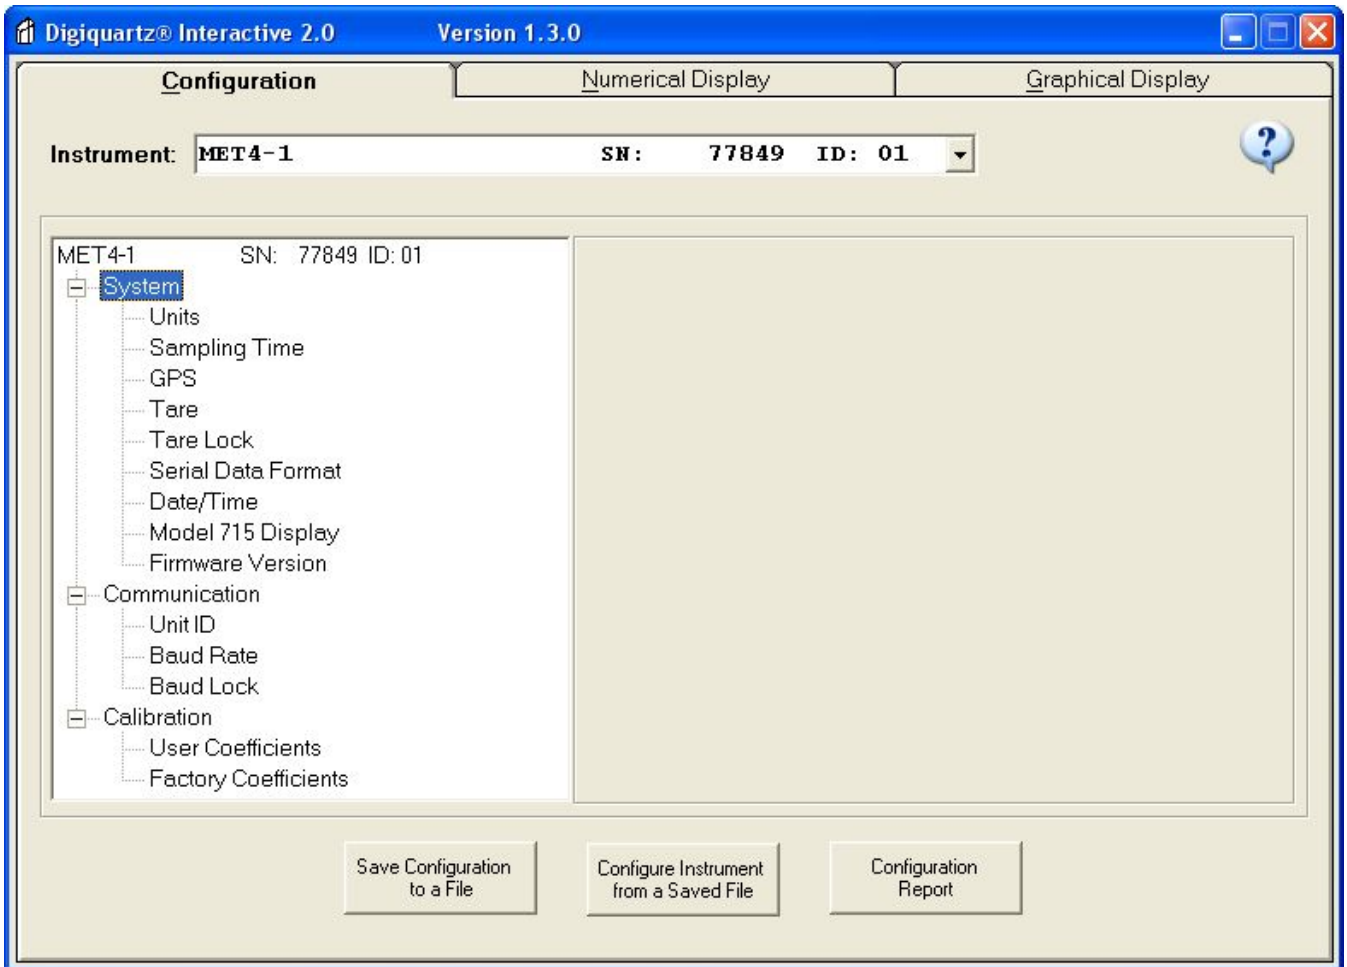 Digiquartz® Interactive 2.0 Version 1.3.0
Configuration Numerical Display Graphical Display
Instrument: MET4-1 SN: 77849 ID: 01
?
MET4-1 SN: 77849 ID: 01
System
Units
Sampling Time
GPS
Tare
Tare Lock
Serial Data Format
Date/Time
Model 715 Display
Firmware Version
Communication
Unit ID
Baud Rate
Baud Lock
Calibration
User Coefficients
Factory Coefficients
Save Configuration
to a File
Configure Instrument
from a Saved File
Configuration
Report